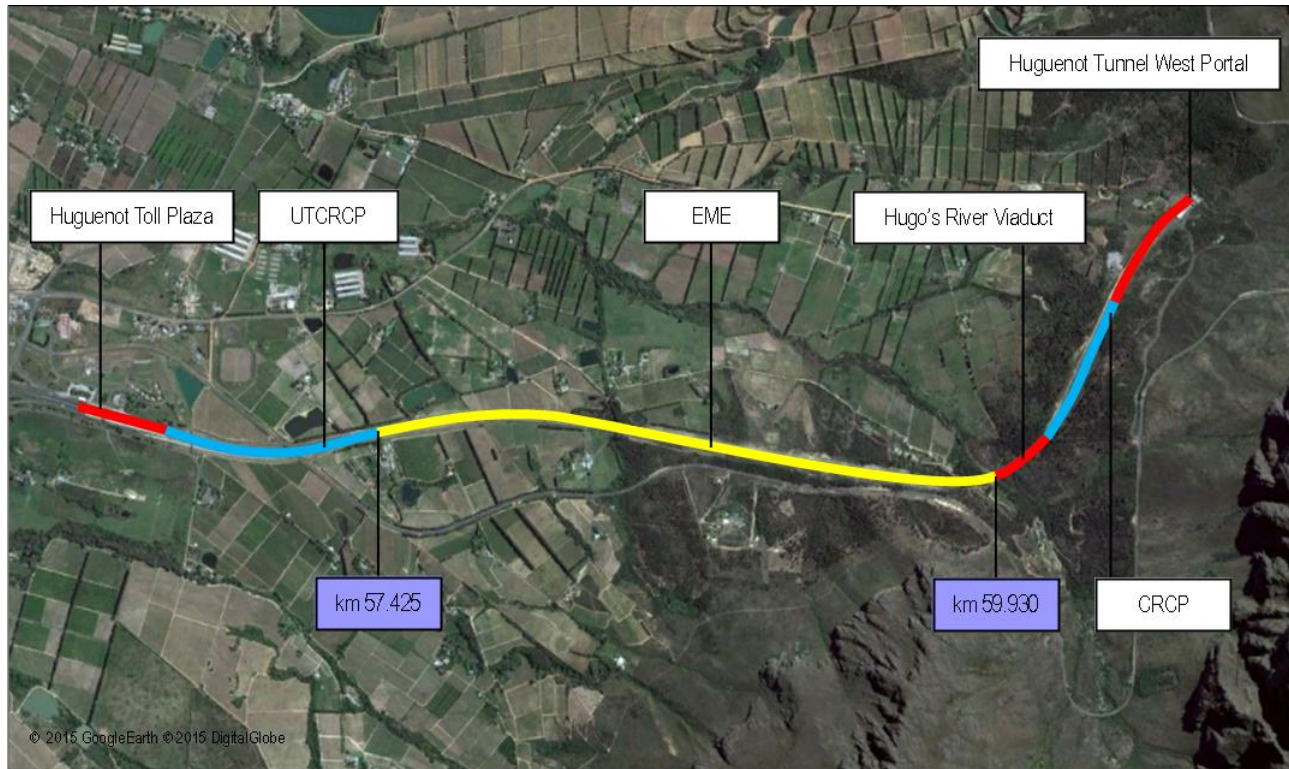 Huguenot Tunnel West Portal
Huguenot Toll Plaza
UTCRCP
EME
Hugo's River Viaduct
km 57.425
km 59.930
CRCP
© 2015 GoogleEarth © 2015 DigitalGlobe